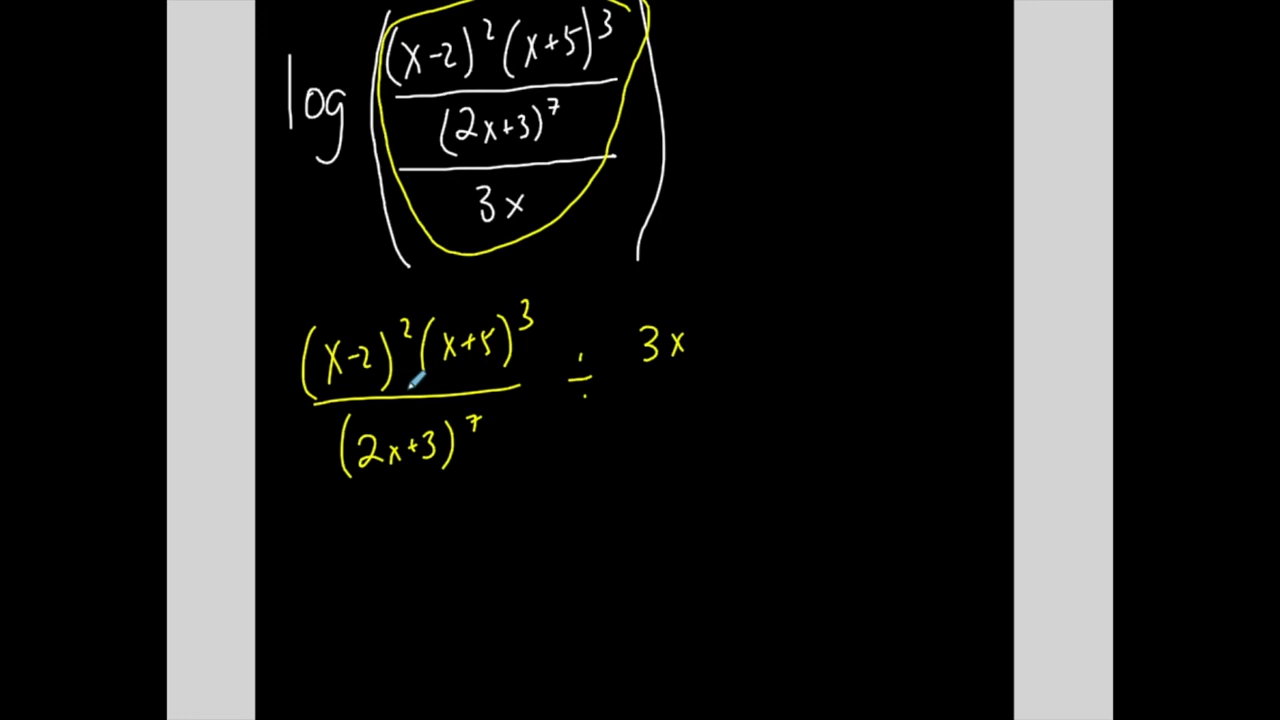 (x-2)²(x+5)³
log
(2x+3)⁷
3x
(x-2)²(x+5)³ ÷ 3x
(2x+3)⁷